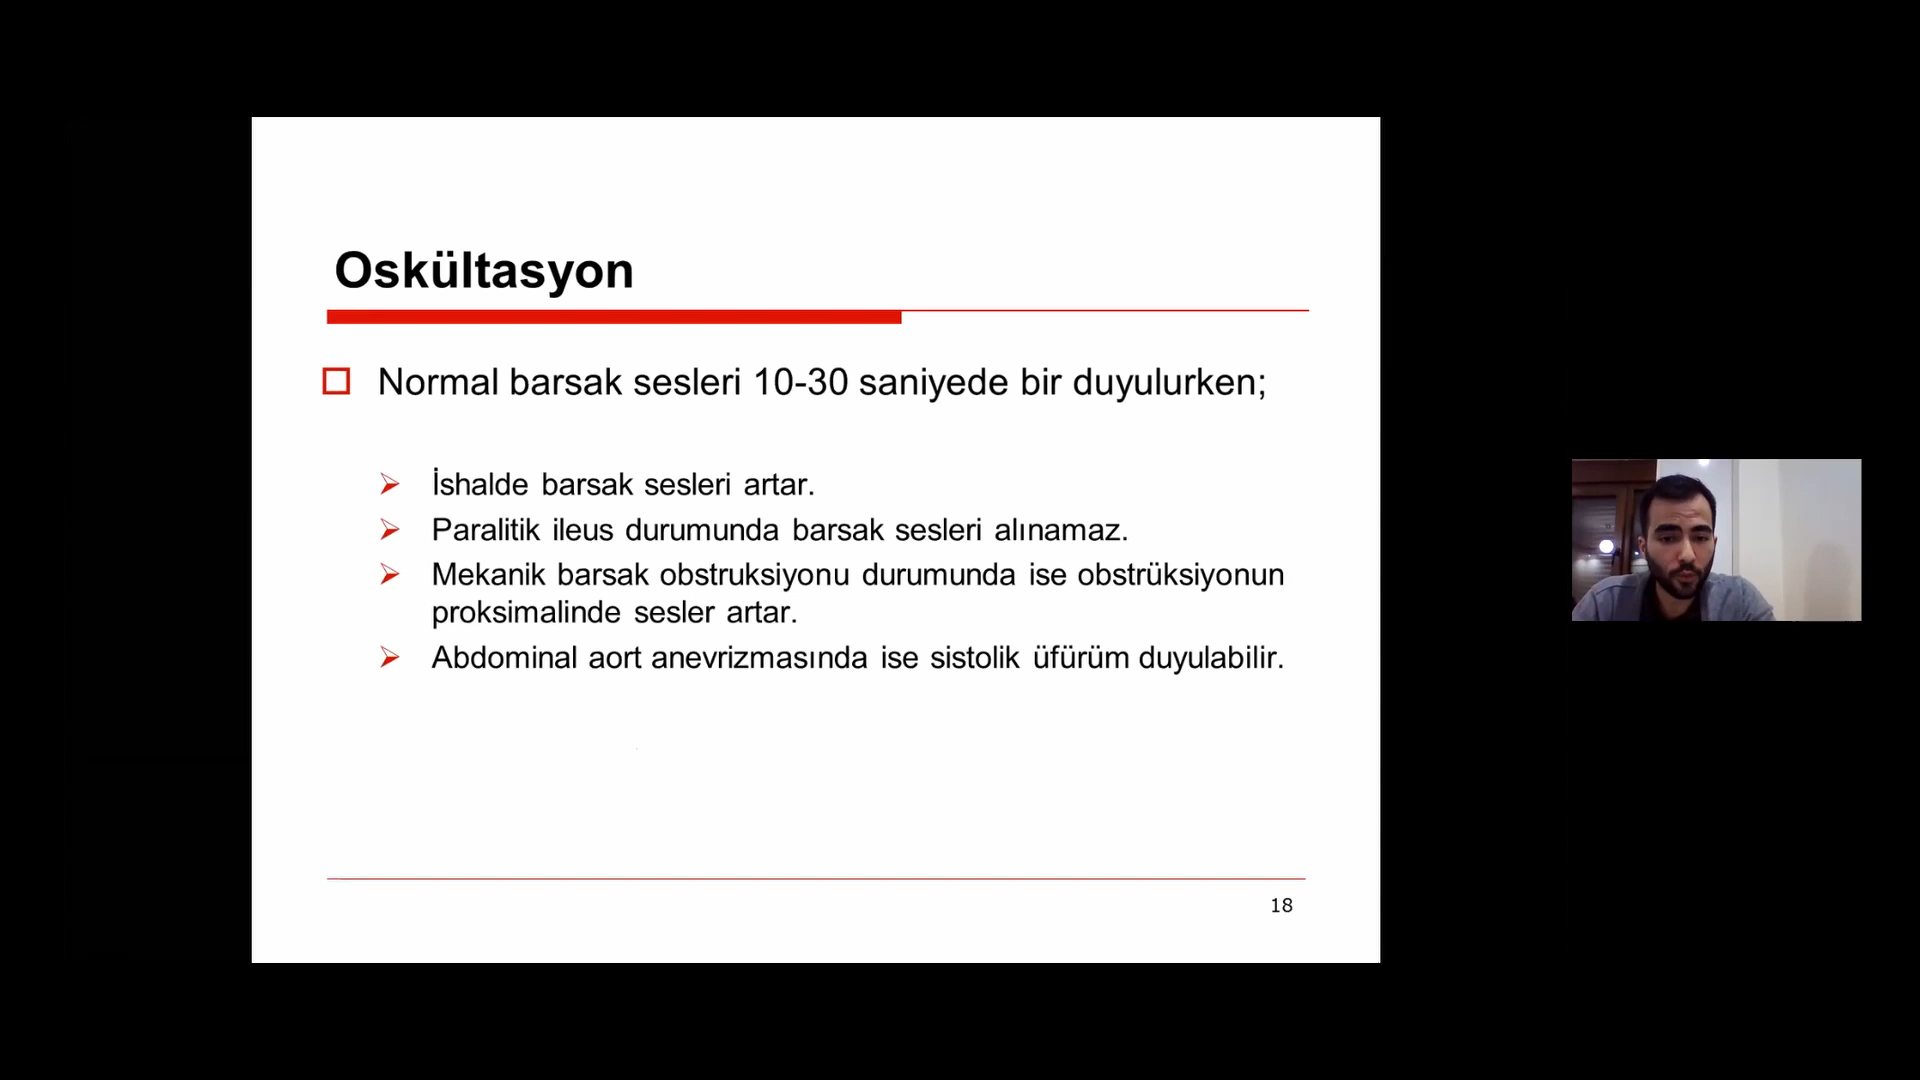 Oskültasyon
Normal barsak sesleri 10-30 saniyede bir duyulurken;
İshalde barsak sesleri artar.
Paralitik ileus durumunda barsak sesleri alınamaz.
Mekanik barsak obstruksiyonu durumunda ise obstrüksiyonun
proksimalinde sesler artar.
Abdominal aort anevrizmasında ise sistolik üfürüm duyulabilir.
18